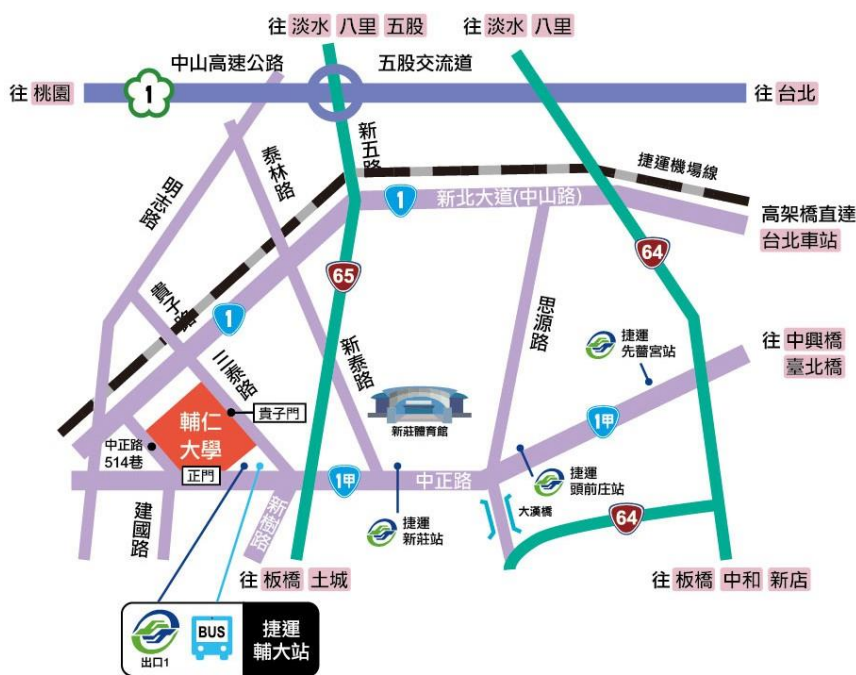 往 淡水 八里 五股
往 淡水 八里
中山高速公路
五股交流道
往 桃園
1
往 台北
新五路
泰林路
明志路
捷運機場線
新北大道(中山路)
1
高架橋直達
台北車站
65
64
貴子路
1
思源路
三泰路
新泰路
捷運
先嗇宮站
往 中興橋
臺北橋
輔仁
大學
貴子門
新莊體育館
1甲
中正路
514巷
正門
1甲
中正路
捷運
頭前庄站
大漢橋
建國路
新樹路
捷運
新莊站
64
往 板橋 土城
往 板橋 中和 新店
出口1
BUS
捷運
輔大站